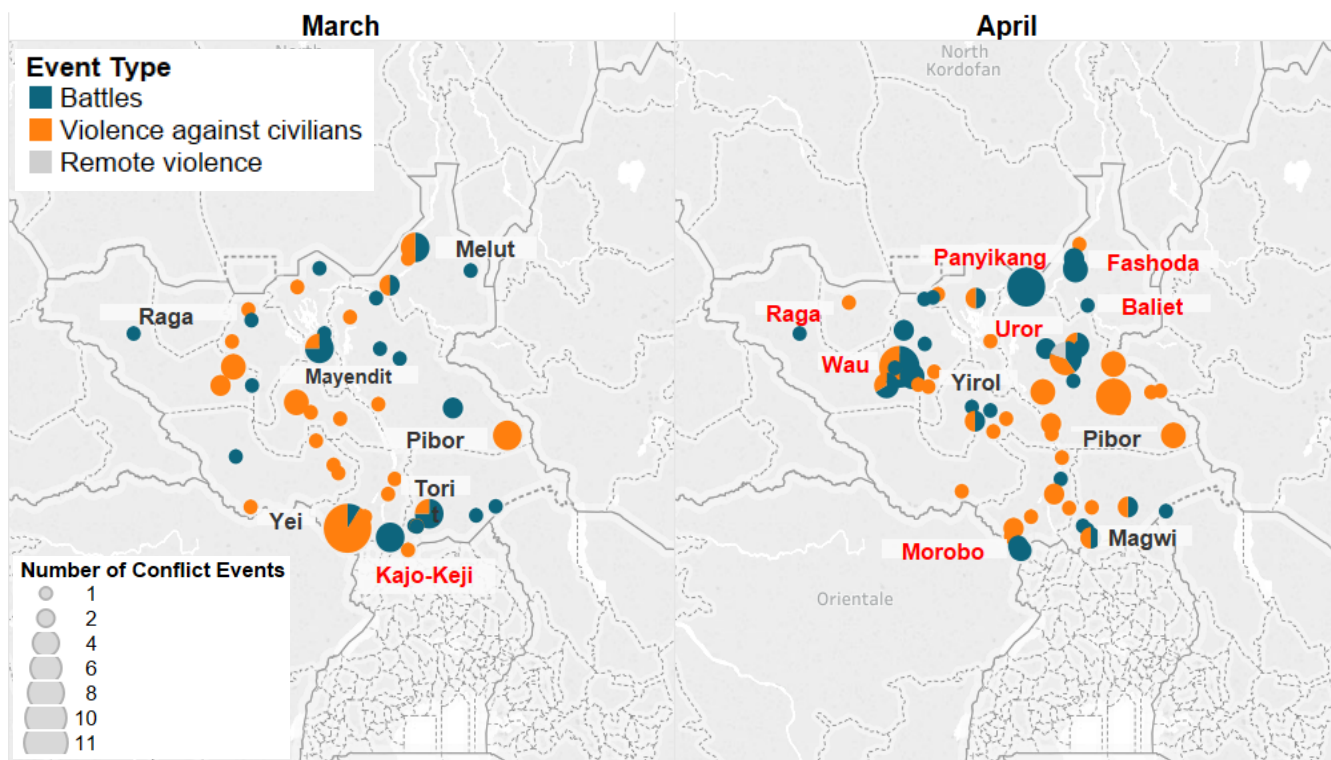 March
April
North
Event Type
Battles
Violence against civilians
Remote violence
Melut
Raga
Mayendit
Pibor
Tori
t
Yei
Kajo-Keji
Number of Conflict Events
1
2
4
6
8
10
11
North
Kordofan
Panyikang
Fashoda
Raga
Baliet
Uror
Wau
Yirol
Pibor
Morobo
Magwi
Orientale